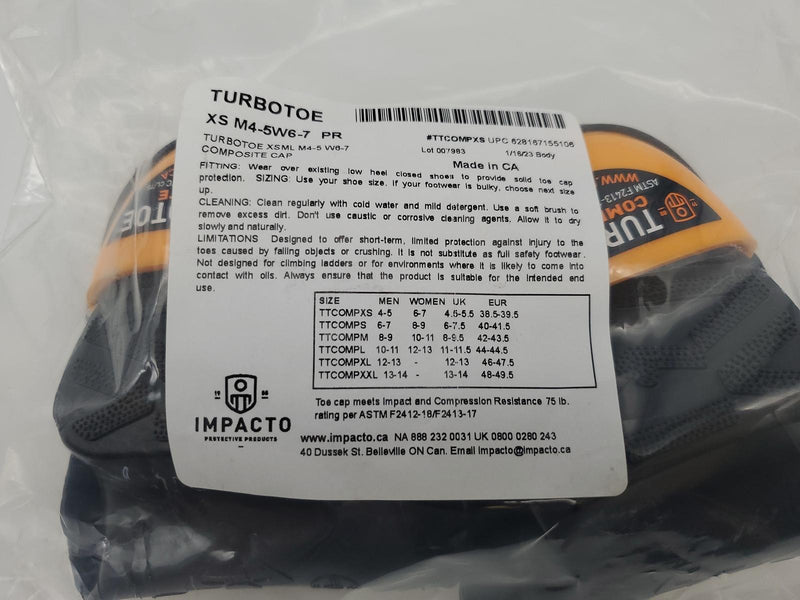 TURBOTOE
XS M4-5W6-7 PR
TURBOTOE XSML M4-5 W6-7
COMPOSITE CAP
#TTCOMPXS UPC 628167155106
Lot 007983 1/16/23 Body
Made in CA
FITTING: Wear over existing low heel closed shoes to provide solid toe cap
protection. SIZING: Use your shoe size. If your footwear is bulky, choose next size
up.
CLEANING: Clean regularly with cold water and mild detergent. Use a soft brush to
remove excess dirt. Don't use caustic or corrosive cleaning agents. Allow it to dry
slowly and naturally.
LIMITATIONS Designed to offer short-term, limited protection against injury to the
toes caused by falling objects or crushing. It is not substitute as full safety footwear.
Not designed for climbing ladders or for environments where it is likely to come into
contact with oils. Always ensure that the product is suitable for the intended end
use.
SIZE MEN WOMEN UK EUR
TTCOMPXS 4-5 6-7 4.5-5.5 38.5-39.5
TTCOMPS 6-7 8-9 6-7.5 40-41.5
TTCOMPM 8-9 10-11 8-9.5 42-43.5
TTCOMPL 10-11 12-13 11-11.5 44-44.5
TTCOMPXL 12-13 - 12-13 46-47.5
TTCOMPXXL 13-14 - 13-14 48-49.5
19 86
IMPACTO
PROTECTIVE PRODUCTS
Toe cap meets Impact and Compression Resistance 75 lb.
rating per ASTM F2412-18/F2413-17
www.impacto.ca NA 888 232 0031 UK 0800 0280 243
40 Dussek St. Belleville ON Can. Email impacto@impacto.ca
TURBOTOE
TUR
COM
ASTM F2413-
WWW.